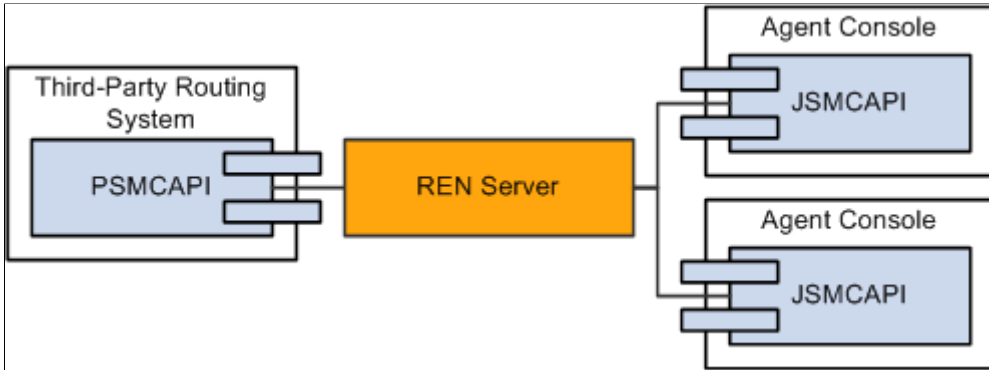 Third-Party Routing
System
PSMCAPI
REN Server
Agent Console
JSMCAPI
Agent Console
JSMCAPI